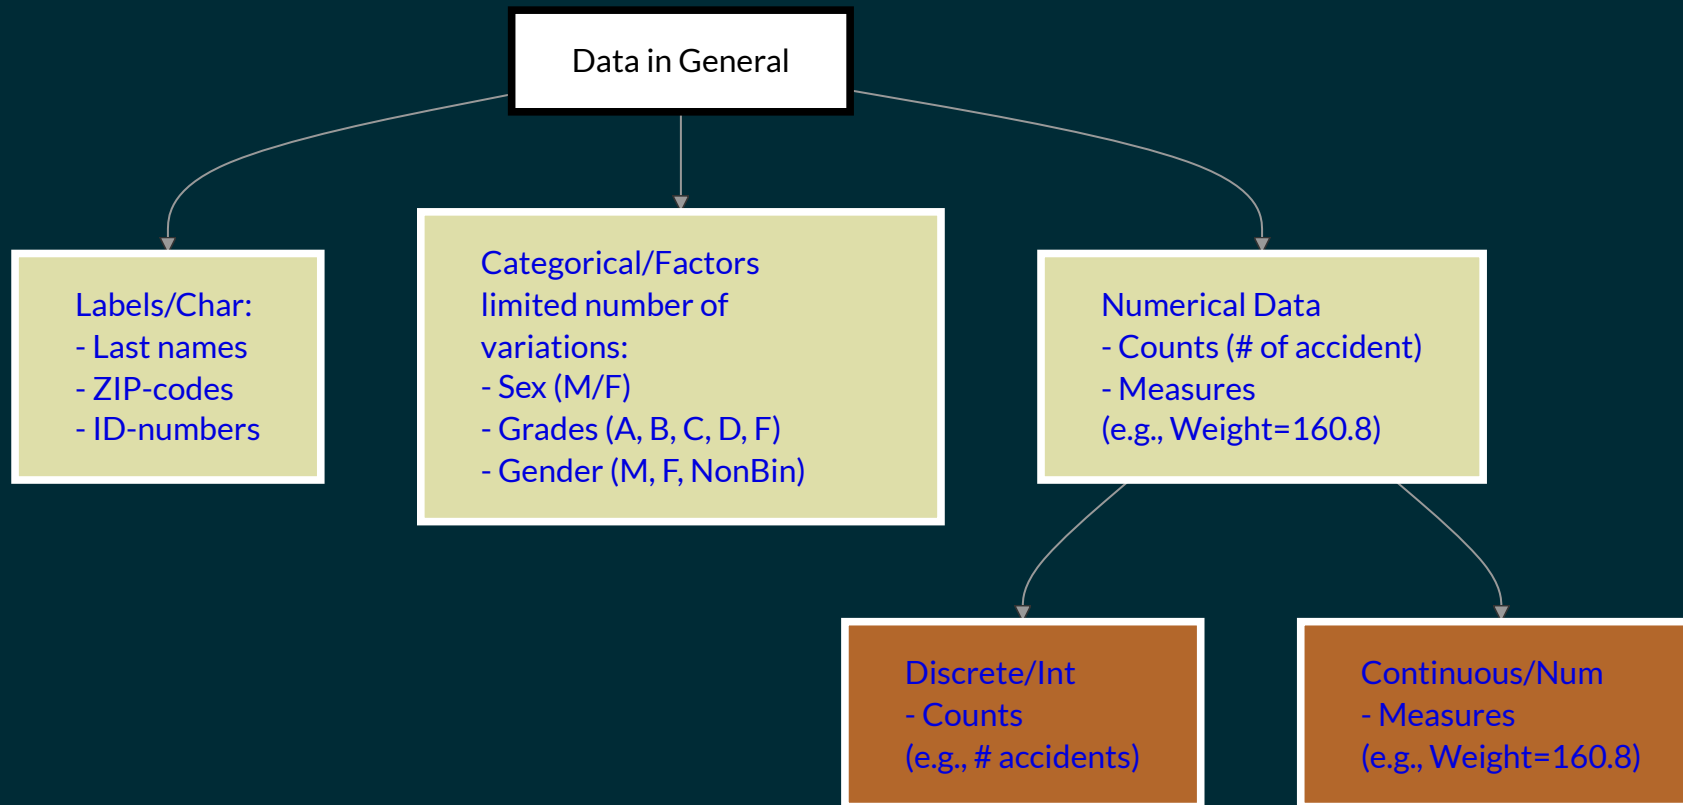 Data in General
Labels/Char:
- Last names
- ZIP-codes
- ID-numbers
Categorical/Factors
limited number of
variations:
- Sex (M/F)
- Grades (A, B, C, D, F)
- Gender (M, F, NonBin)
Numerical Data
- Counts (# of accident)
- Measures
(e.g., Weight=160.8)
Discrete/Int
- Counts
(e.g., # accidents)
Continuous/Num
- Measures
(e.g., Weight=160.8)